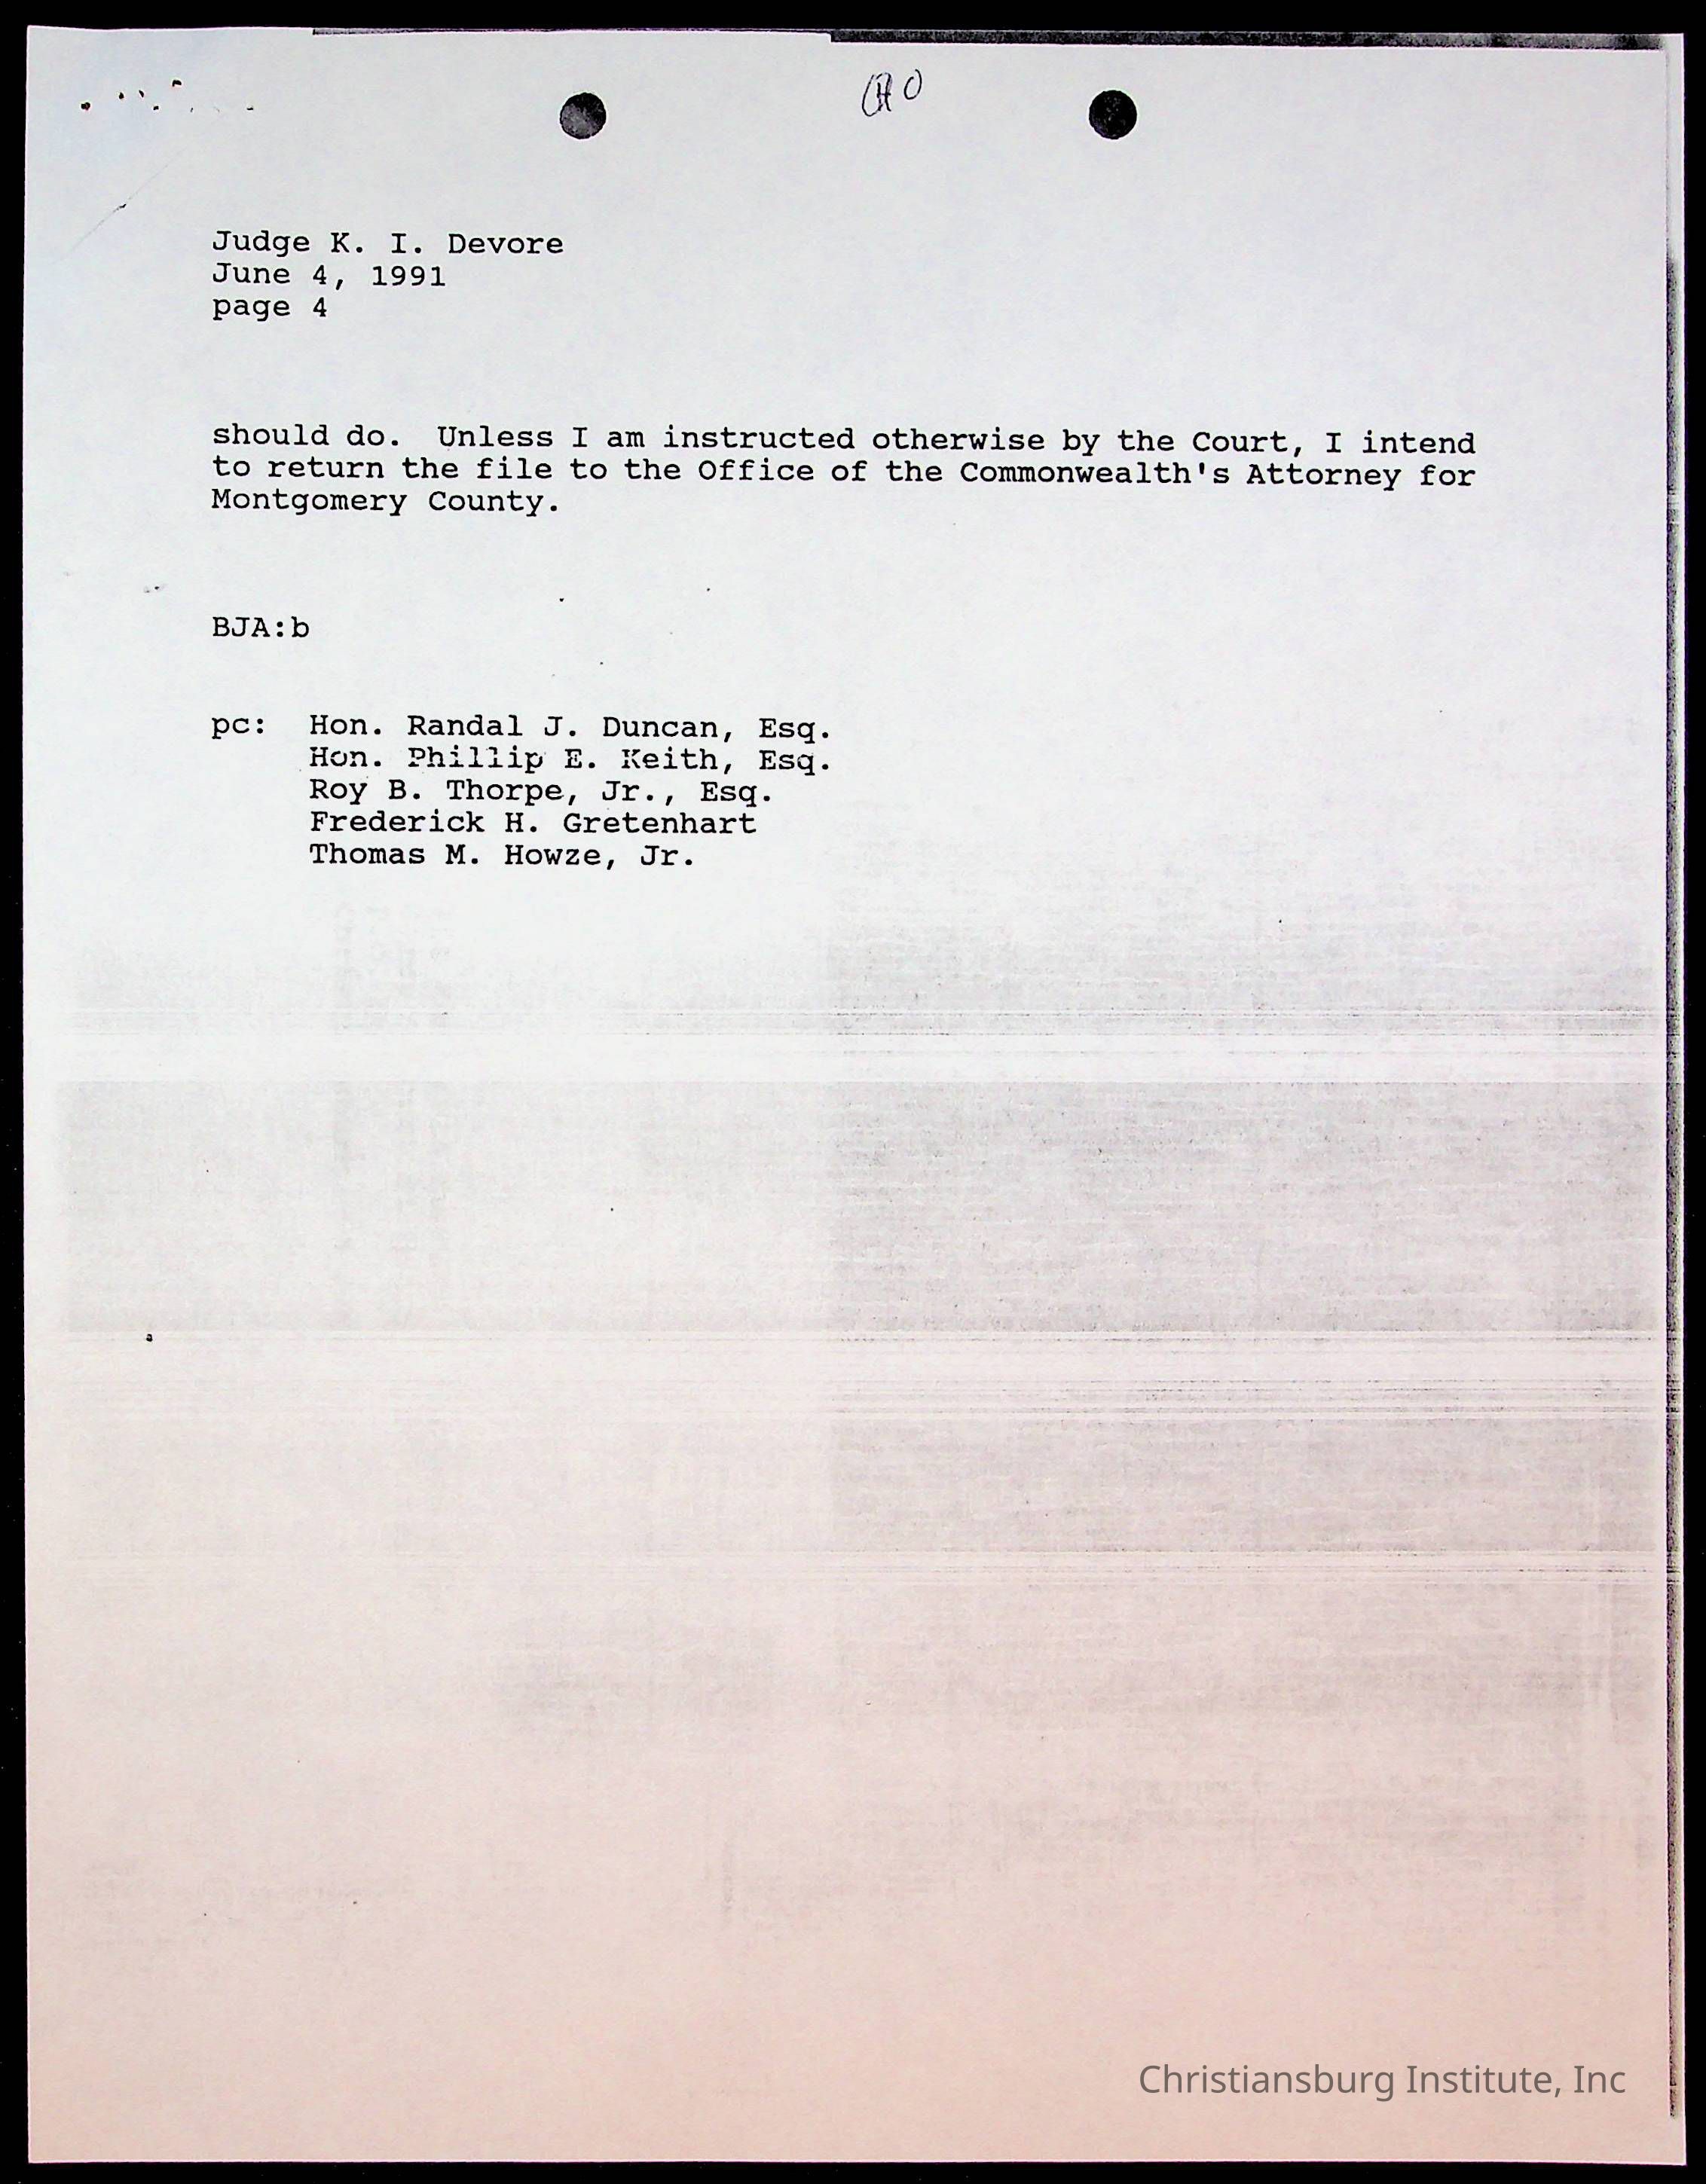 Judge K. I. Devore
June 4, 1991
page 4
should do. Unless I am instructed otherwise by the Court, I intend
to return the file to the Office of the Commonwealth's Attorney for
Montgomery County.
BJA:b
pc: Hon. Randal J. Duncan, Esq.
Hon. Phillip E. Keith, Esq.
Roy B. Thorpe, Jr., Esq.
Frederick H. Gretenhart
Thomas M. Howze, Jr.
Christiansburg Institute, Inc